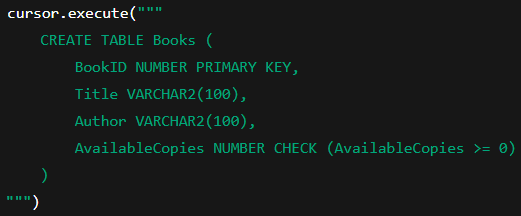 cursor.execute("""
    CREATE TABLE Books (
        BookID NUMBER PRIMARY KEY,
        Title VARCHAR2(100),
        Author VARCHAR2(100),
        AvailableCopies NUMBER CHECK (AvailableCopies >= 0)
    )
""")